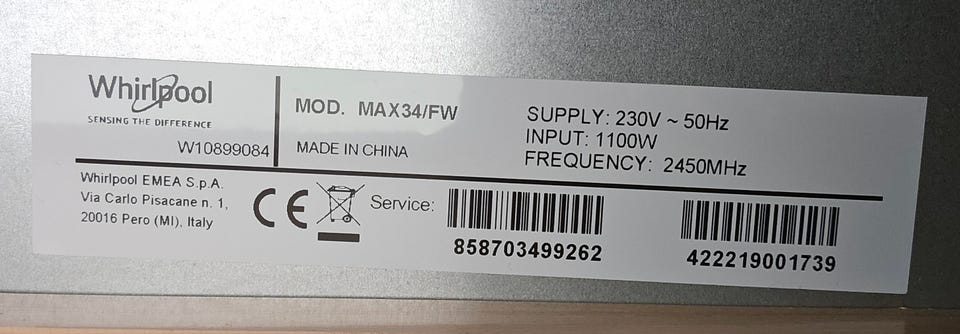 Whirlpool
SENSING THE DIFFERENCE
W10899084
MOD. MAX34/FW
MADE IN CHINA
SUPPLY: 230V ~ 50Hz
INPUT: 1100W
FREQUENCY: 2450MHz
Whirlpool EMEA S.p.A.
Via Carlo Pisacane n. 1,
20016 Pero (MI), Italy
CE
Service:
858703499262
422219001739